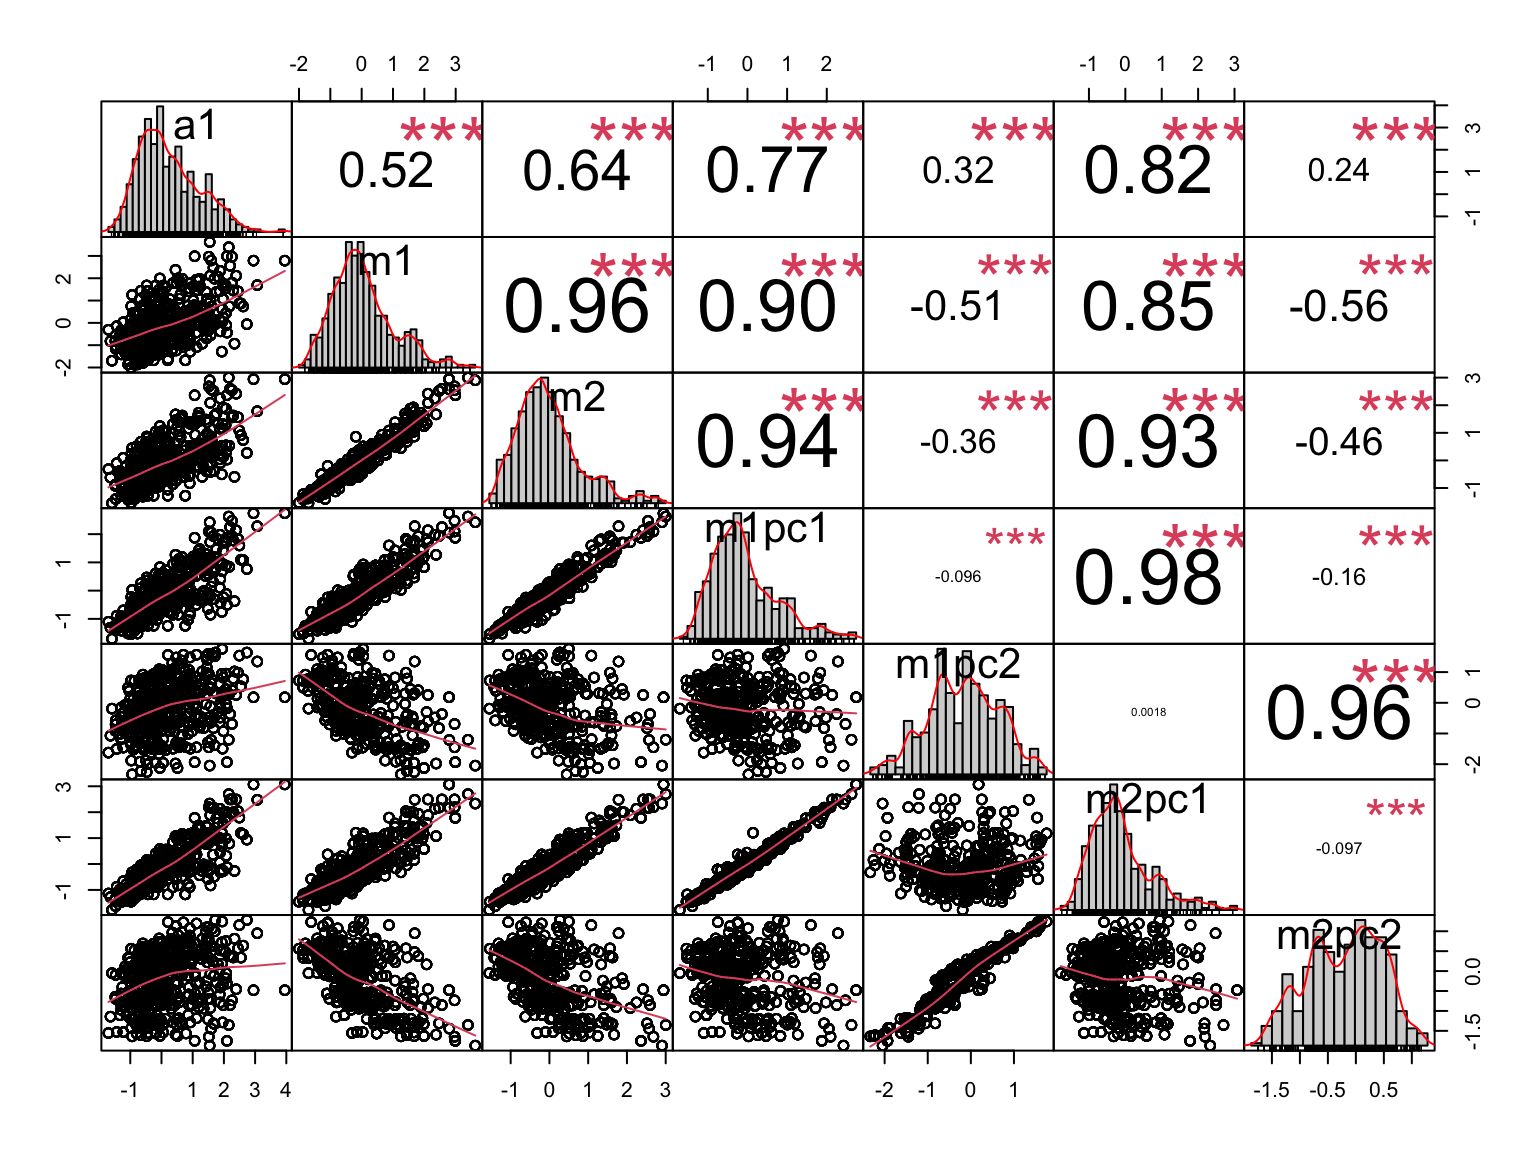 -2 0 1 2 3 -1 0 1 2 -1 0 1 2 3
a1 *** 0.52 *** 0.64 *** 0.77 *** 0.32 *** 0.82 *** 0.24 3 1 -1
2 0 -2 m1 *** 0.96 *** 0.90 *** -0.51 *** 0.85 *** -0.56
m2 *** 0.94 *** -0.36 *** 0.93 *** -0.46 3 1 -1
1 -1 m1pc1 *** -0.096 *** 0.98 *** -0.16
m1pc2 0.0018 *** 0.96 1 0 -2
3 1 -1 m2pc1 *** -0.097
m2pc2 0.0 -1.5
-1 1 2 3 4 -1 0 1 2 3 -2 -1 0 1 -1.5 -0.5 0.5